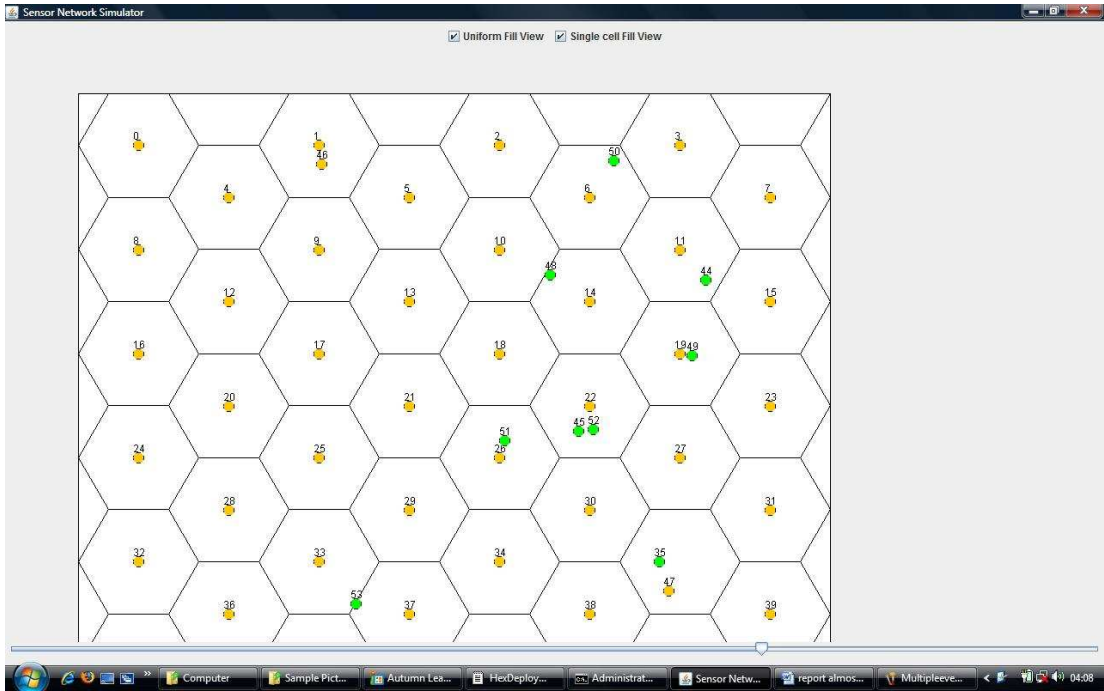 Sensor Network Simulator
Uniform Fill View Single cell Fill View
0 1 2 3
46 50
4 5 6 7
8 9 10 11
48 44
12 13 14 15
16 17 18 19 49
20 21 22 23
51 45 52
24 25 26 27
28 29 30 31
32 33 34 35
53 47
36 37 38 39
Computer Sample Pict... Autumn Lea... HexDeploy... Administrat... Sensor Netw... report almos... Multipleeve... 04:08